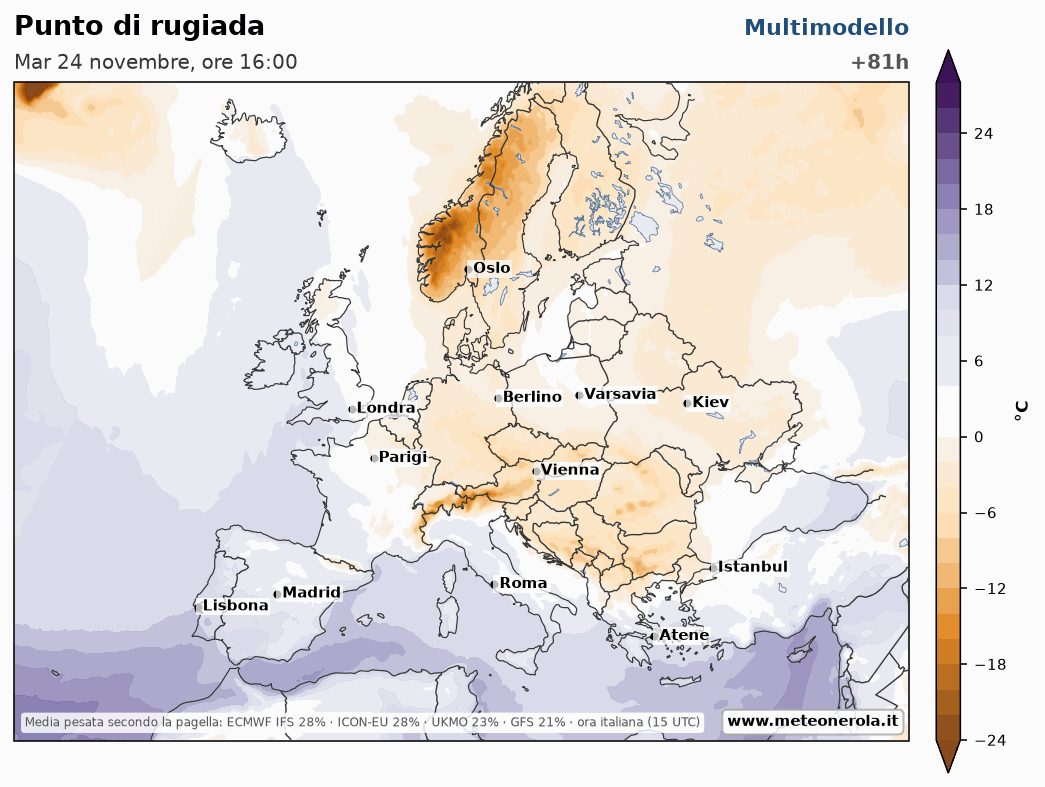 Punto di rugiada
Multimodello
Mar 24 novembre, ore 16:00
+81h
Oslo
Londra
Berlino
Varsavia
Kiev
Parigi
Vienna
Istanbul
Roma
Madrid
Lisbona
Atene
Media pesata secondo la pagella: ECMWF IFS 28% · ICON-EU 28% · UKMO 23% · GFS 21% · ora italiana (15 UTC)
www.meteonerola.it
24
18
12
6
0
−6
−12
−18
−24
°C